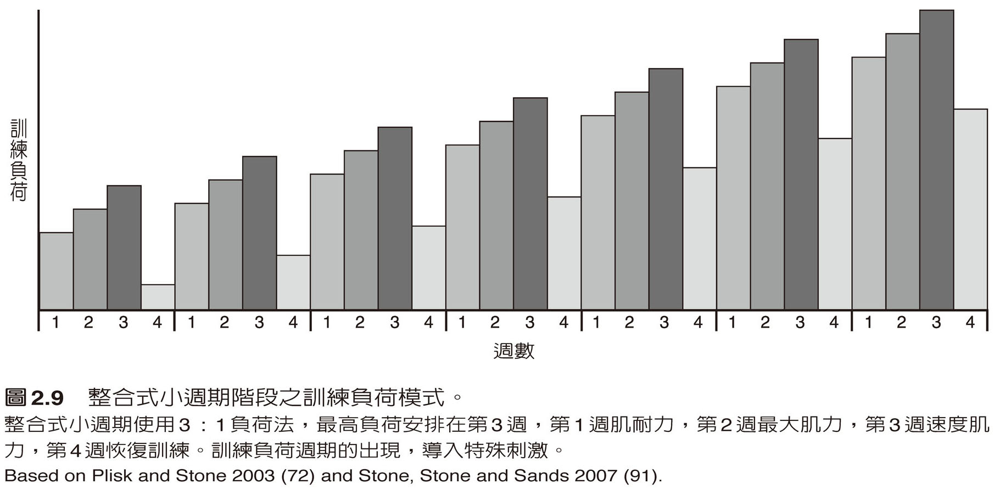 訓練負荷
1 2 3 4 1 2 3 4 1 2 3 4 1 2 3 4 1 2 3 4 1 2 3 4 1 2 3 4
週數
圖2.9 整合式小週期階段之訓練負荷模式。
整合式小週期使用3：1負荷法，最高負荷安排在第3週，第1週肌耐力，第2週最大肌力，第3週速度肌
力，第4週恢復訓練。訓練負荷週期的出現，導入特殊刺激。
Based on Plisk and Stone 2003 (72) and Stone, Stone and Sands 2007 (91).